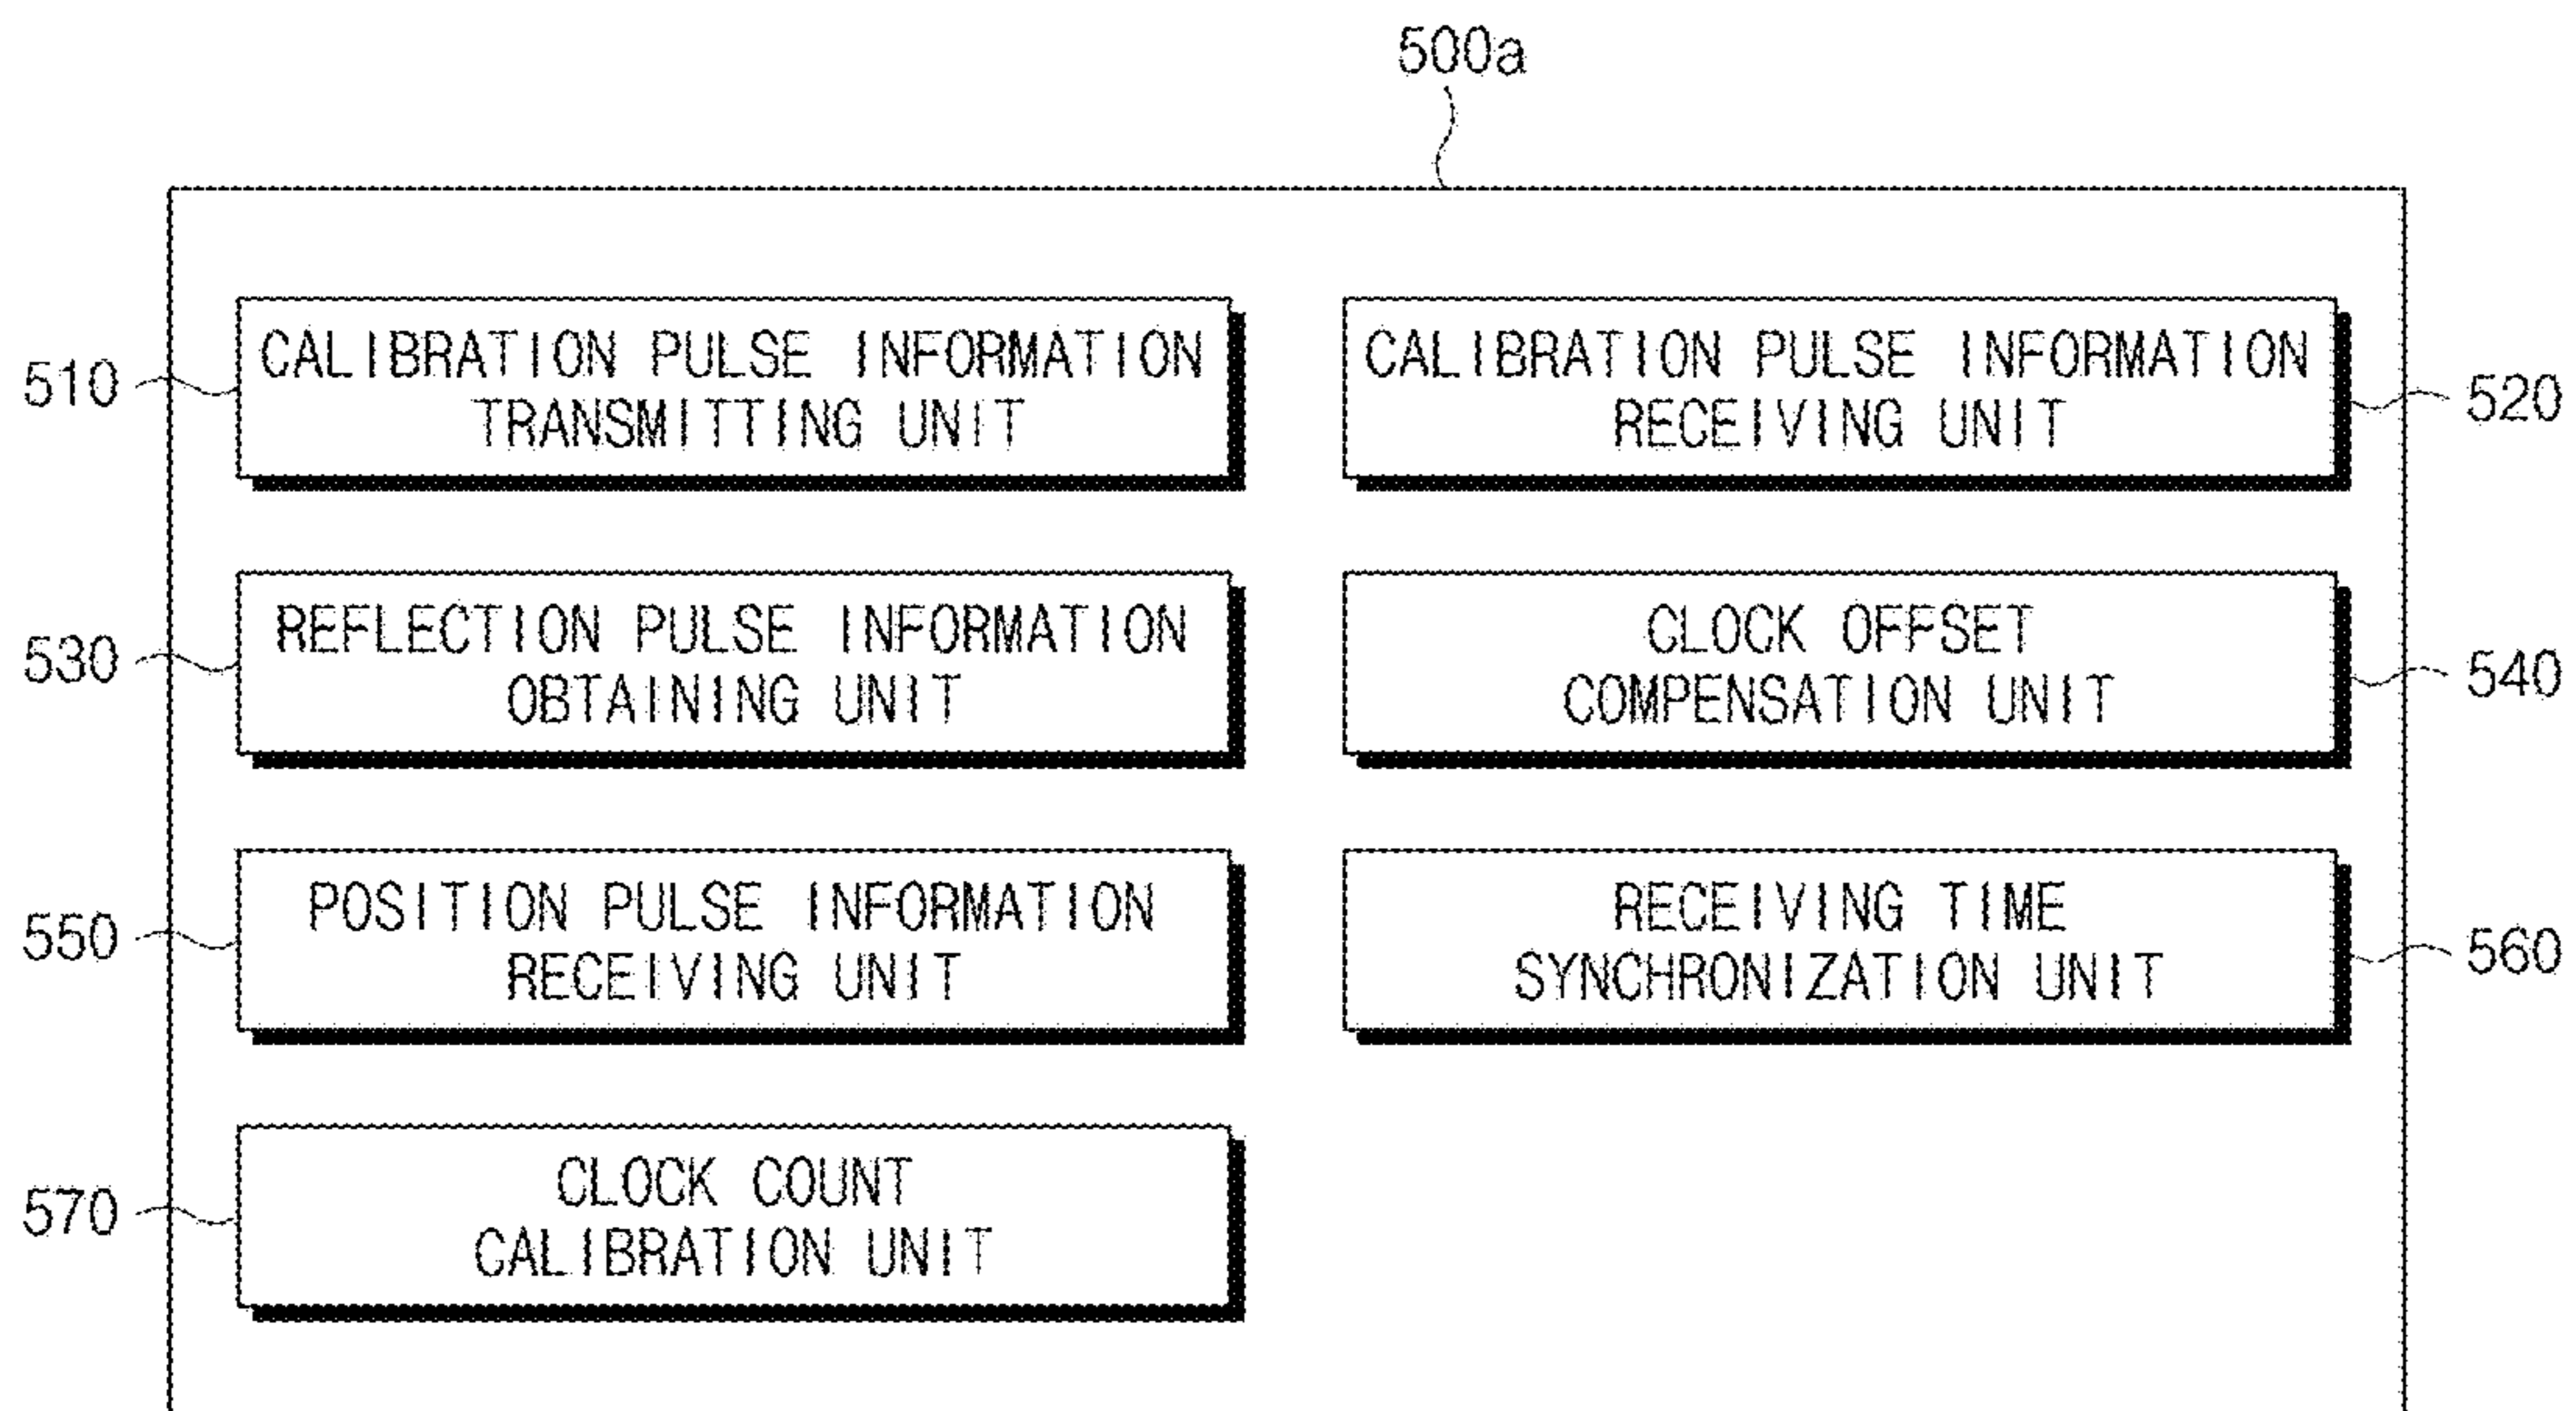 500a
510
CALIBRATION PULSE INFORMATION
TRANSMITTING UNIT
CALIBRATION PULSE INFORMATION
RECEIVING UNIT
520
530
REFLECTION PULSE INFORMATION
OBTAINING UNIT
CLOCK OFFSET
COMPENSATION UNIT
540
550
POSITION PULSE INFORMATION
RECEIVING UNIT
RECEIVING TIME
SYNCHRONIZATION UNIT
560
570
CLOCK COUNT
CALIBRATION UNIT